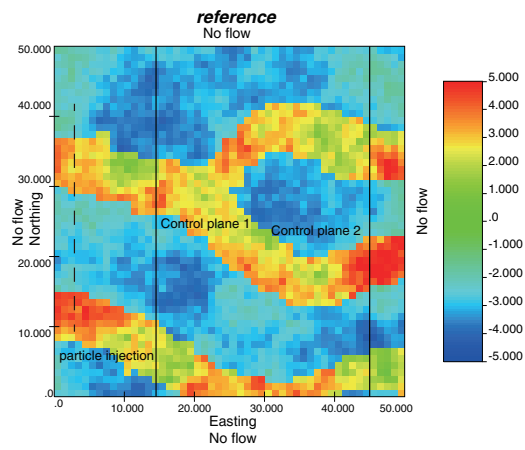 reference
No flow
50.000
40.000
30.000
20.000
10.000
.0
No flow
Northing
Control plane 1
Control plane 2
particle injection
.0
10.000
20.000
30.000
40.000
50.000
Easting
No flow
No flow
5.000
4.000
3.000
2.000
1.000
.0
-1.000
-2.000
-3.000
-4.000
-5.000